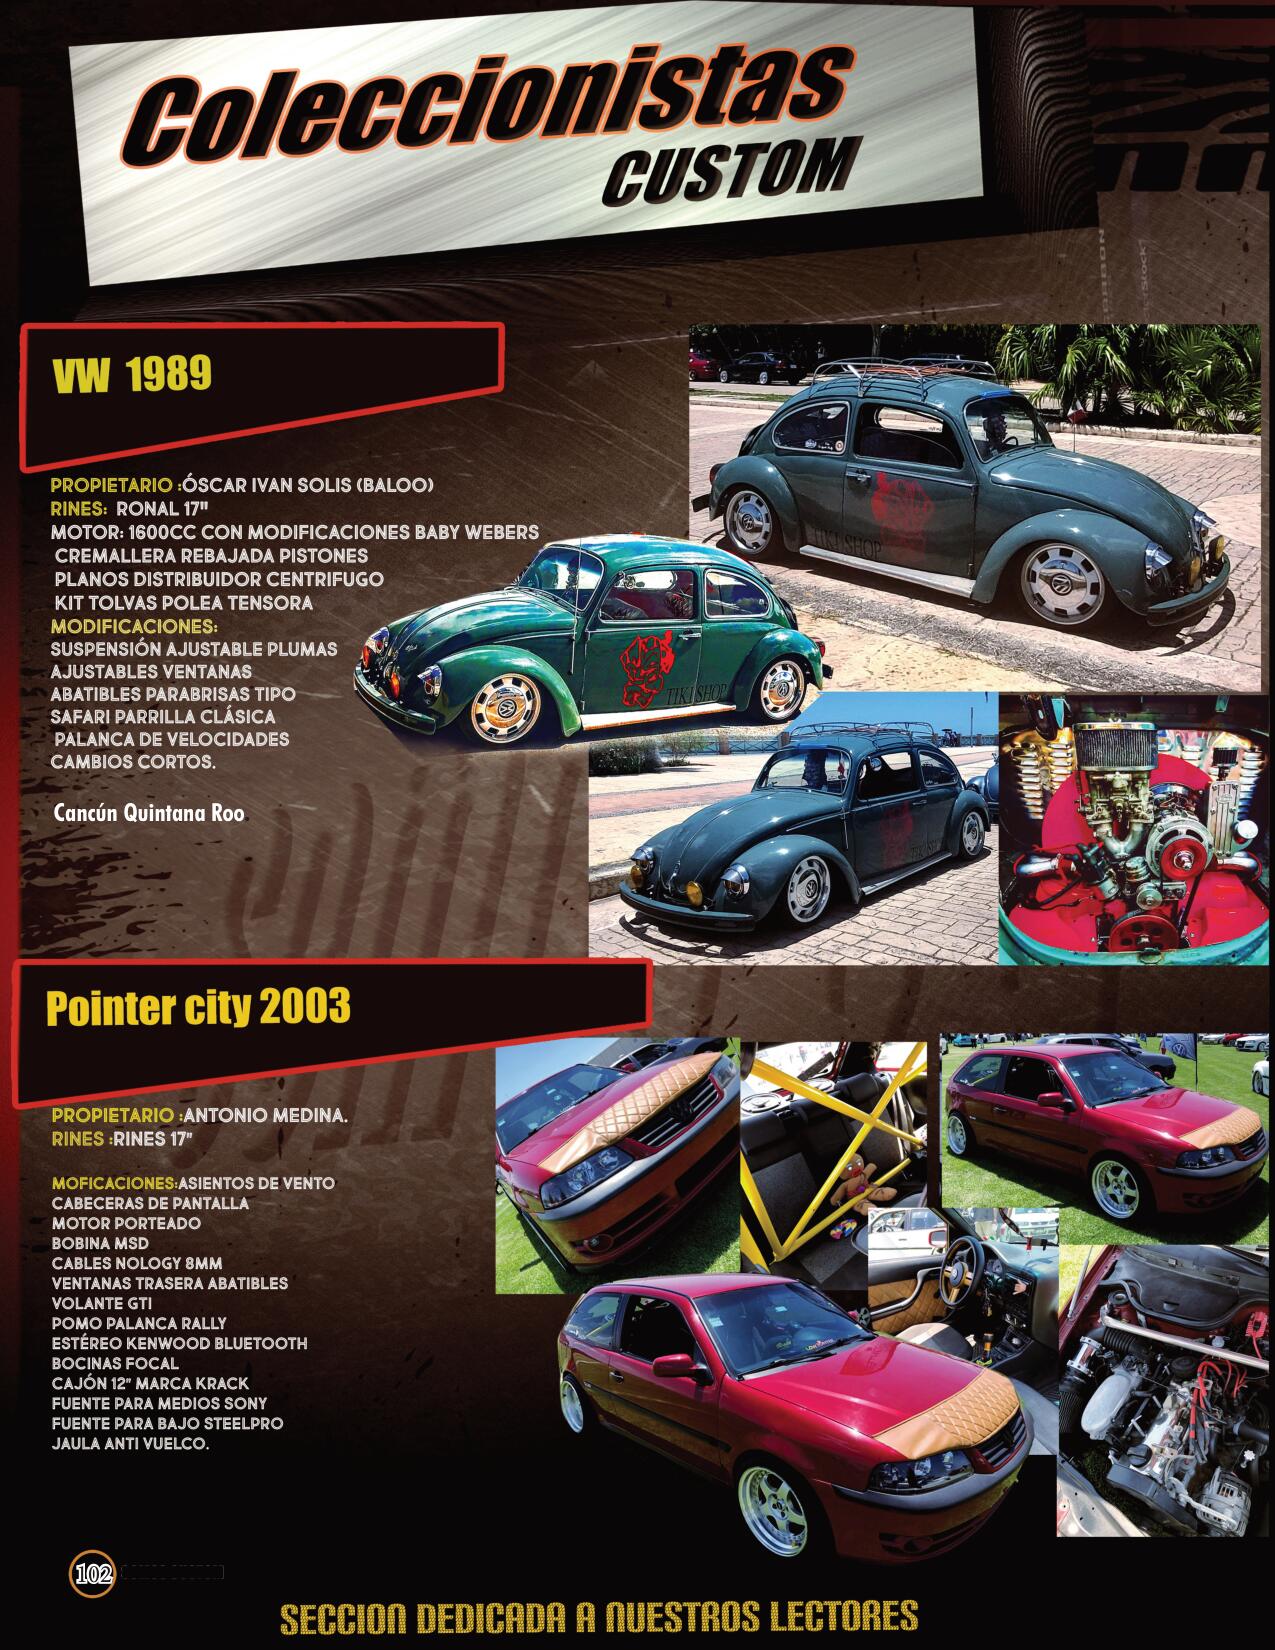 Coleccionistas
CUSTOM
VW 1989
PROPIETARIO :ÓSCAR IVAN SOLIS (BALOO)
RINES: RONAL 17"
MOTOR: 1600CC CON MODIFICACIONES BABY WEBERS
CREMALLERA REBAJADA PISTONES
PLANOS DISTRIBUIDOR CENTRIFUGO
KIT TOLVAS POLEA TENSORA
MODIFICACIONES:
SUSPENSIÓN AJUSTABLE PLUMAS
AJUSTABLES VENTANAS
ABATIBLES PARABRISAS TIPO
SAFARI PARRILLA CLÁSICA
PALANCA DE VELOCIDADES
CAMBIOS CORTOS.
Cancún Quintana Roo
TIKI SHOP
TIKI SHOP
TIKI SHOP
Pointer city 2003
PROPIETARIO :ANTONIO MEDINA.
RINES :RINES 17"
MOFICACIONES:ASIENTOS DE VENTO
CABECERAS DE PANTALLA
MOTOR PORTEADO
BOBINA MSD
CABLES NOLOGY 8MM
VENTANAS TRASERA ABATIBLES
VOLANTE GTI
POMO PALANCA RALLY
ESTÉREO KENWOOD BLUETOOTH
BOCINAS FOCAL
CAJÓN 12" MARCA KRACK
FUENTE PARA MEDIOS SONY
FUENTE PARA BAJO STEELPRO
JAULA ANTI VUELCO.
102
SECCION DEDICADA A NUESTROS LECTORES